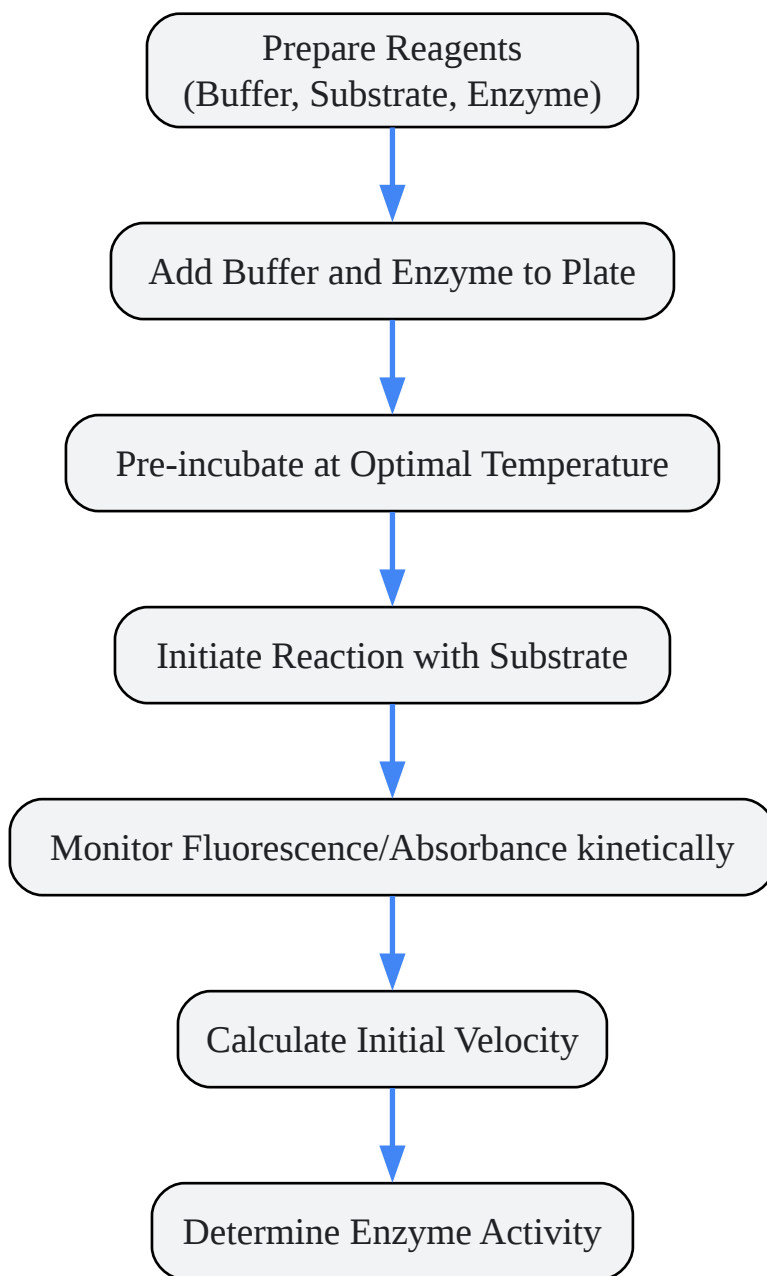 Prepare Reagents
(Buffer, Substrate, Enzyme)
Add Buffer and Enzyme to Plate
Pre-incubate at Optimal Temperature
Initiate Reaction with Substrate
Monitor Fluorescence/Absorbance kinetically
Calculate Initial Velocity
Determine Enzyme Activity